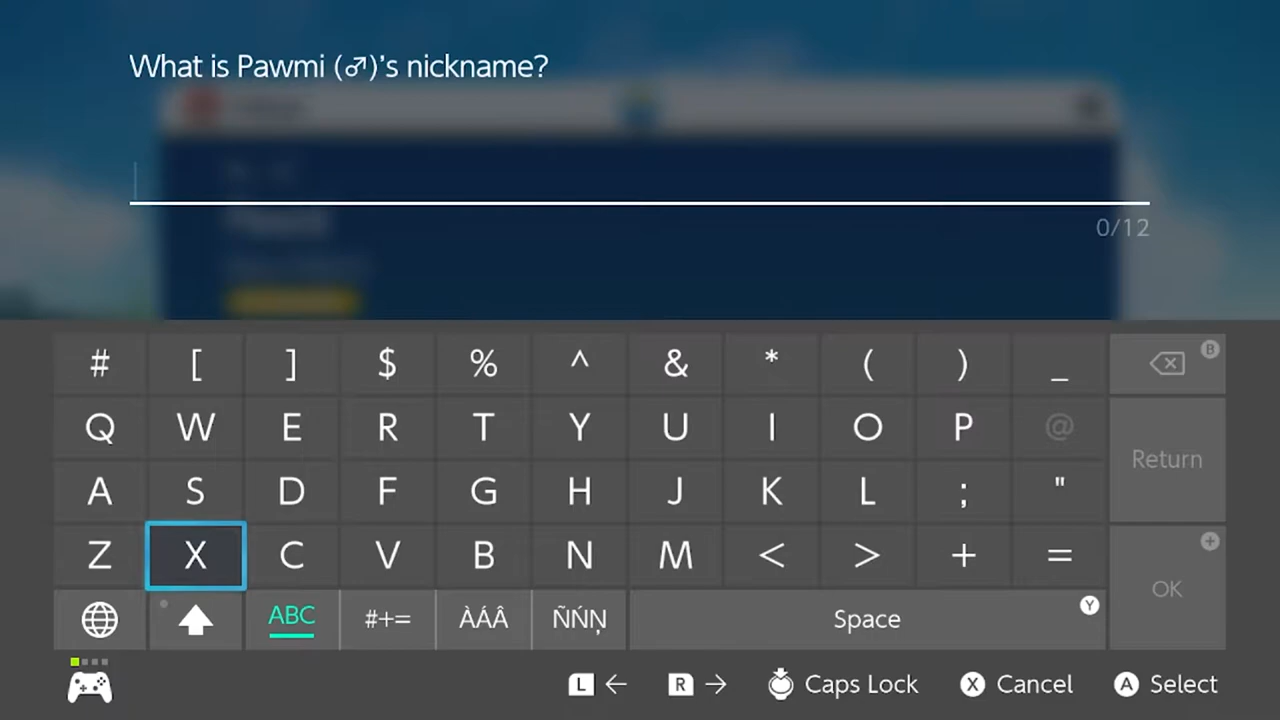 What is Pawmi (♂)'s nickname?
0/12
# [ ] $ % ^ & * ( ) _ B
Q W E R T Y U I O P @ Return
A S D F G H J K L ; "
Z X C V B N M < > + = OK +
ABC #+= ÀÁÂ ÑŃŅ Space Y
L ← R → Caps Lock X Cancel A Select